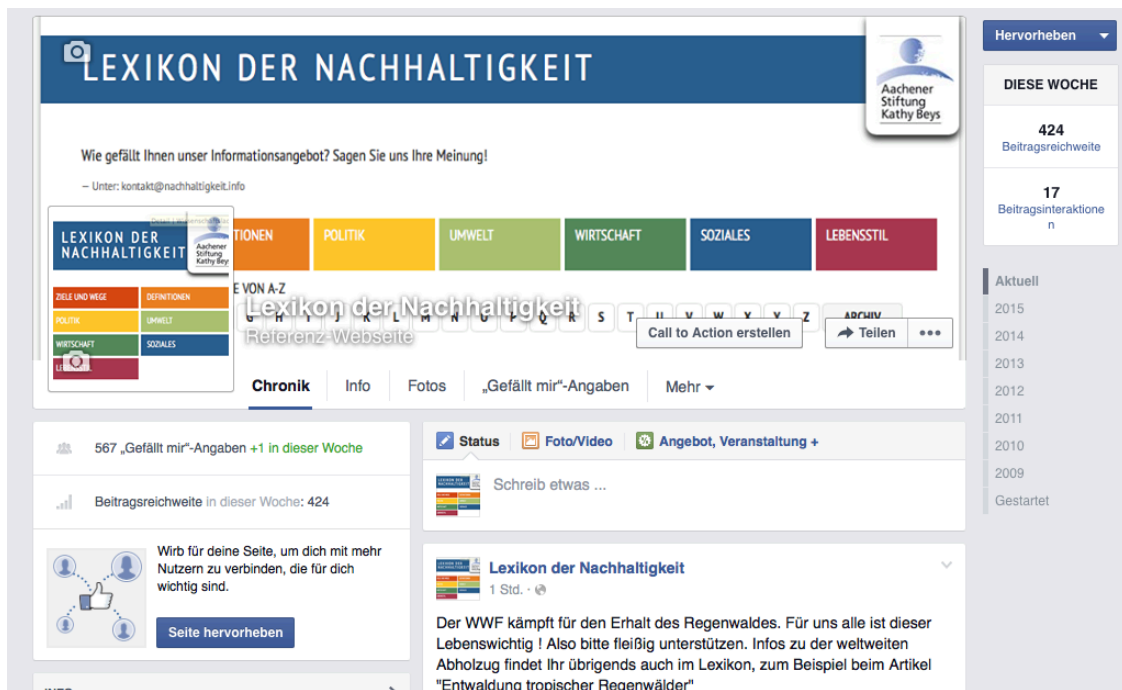 LEXIKON DER NACHHALTIGKEIT
Aachener
Stiftung
Kathy Beys
Wie gefällt Ihnen unser Informationsangebot? Sagen Sie uns Ihre Meinung!
– Unter: kontakt@nachhaltigkeit.info
LEXIKON DER
NACHHALTIGKEIT
Aachener
Stiftung
Kathy Bey
ZIELE UND WEGE
DEFINITIONEN
POLITIK
UMWELT
WIRTSCHAFT
SOZIALES
TIONEN
POLITIK
UMWELT
WIRTSCHAFT
SOZIALES
LEBENSSTIL
E VON A-Z
G H I J K L M N O P Q R S T U V W X Y Z ARCHIV
Lexikon der Nachhaltigkeit
Referenz-Webseite
Call to Action erstellen
Teilen
Chronik Info Fotos „Gefällt mir“-Angaben Mehr
567 „Gefällt mir“-Angaben +1 in dieser Woche
Beitragsreichweite in dieser Woche: 424
Wirb für deine Seite, um dich mit mehr
Nutzern zu verbinden, die für dich
wichtig sind.
Seite hervorheben
Status Foto/Video Angebot, Veranstaltung +
Schreib etwas ...
Lexikon der Nachhaltigkeit
1 Std. ·
Der WWF kämpft für den Erhalt des Regenwaldes. Für uns alle ist dieser
Lebenswichtig ! Also bitte fleißig unterstützen. Infos zu der weltweiten
Abholzug findet Ihr übrigends auch im Lexikon, zum Beispiel beim Artikel
"Entwaldung tropischer Regenwälder"
Hervorheben
DIESE WOCHE
424
Beitragsreichweite
17
Beitragsinteraktione
n
Aktuell
2015
2014
2013
2012
2011
2010
2009
Gestartet